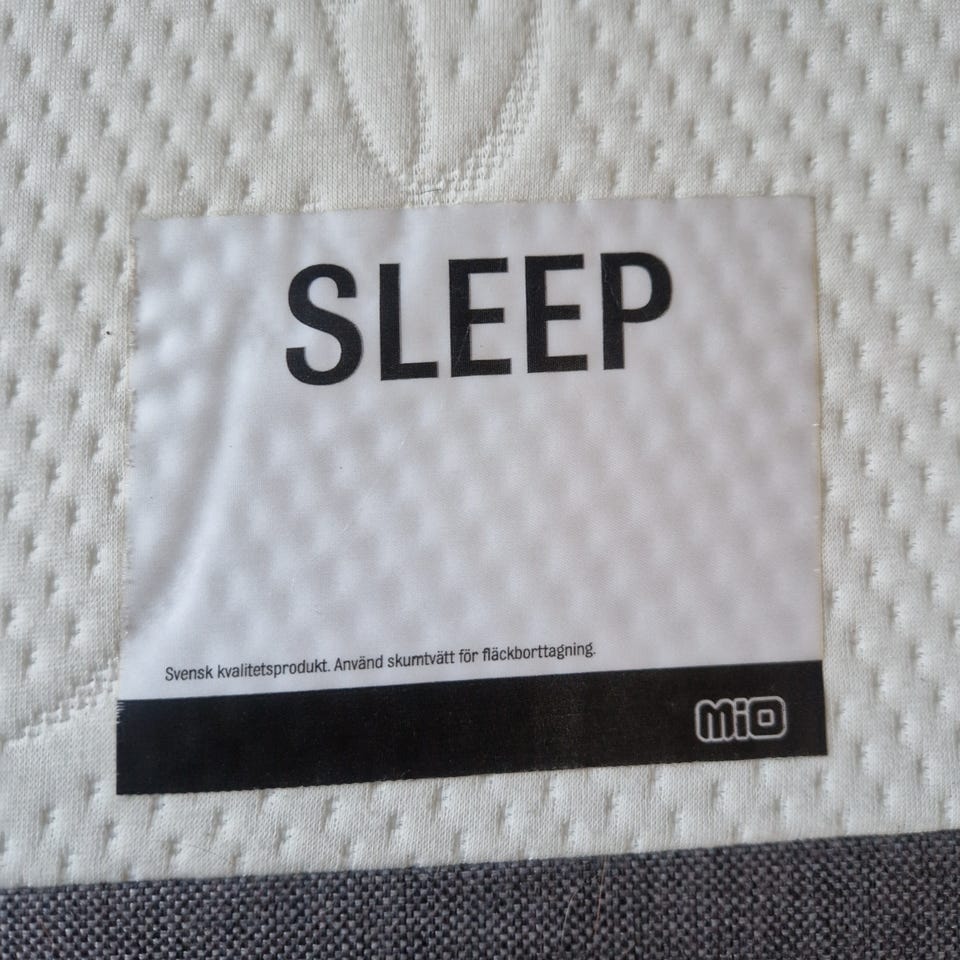 SLEEP
Svensk kvalitetsprodukt. Använd skumtvätt för fläckborttagning.
MiO